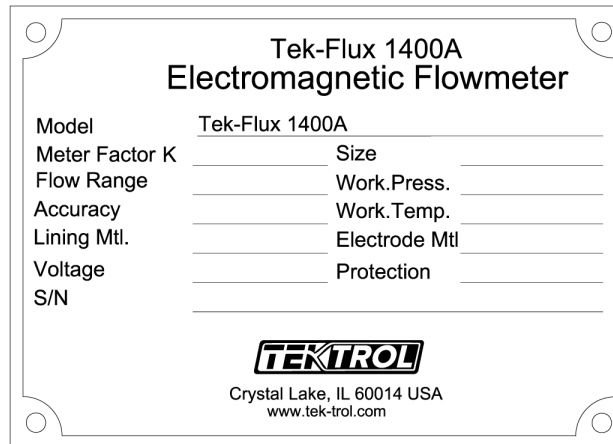 Tek-Flux 1400A
Electromagnetic Flowmeter
Model Tek-Flux 1400A
Meter Factor K Size
Flow Range Work.Press.
Accuracy Work.Temp.
Lining Mtl. Electrode Mtl
Voltage Protection
S/N
TEKTROL
Crystal Lake, IL 60014 USA
www.tek-trol.com